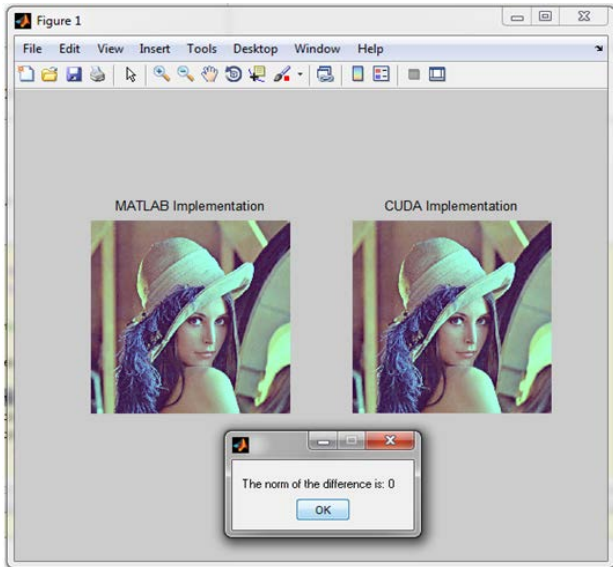 Figure 1
File Edit View Insert Tools Desktop Window Help
MATLAB Implementation CUDA Implementation
The norm of the difference is: 0
OK